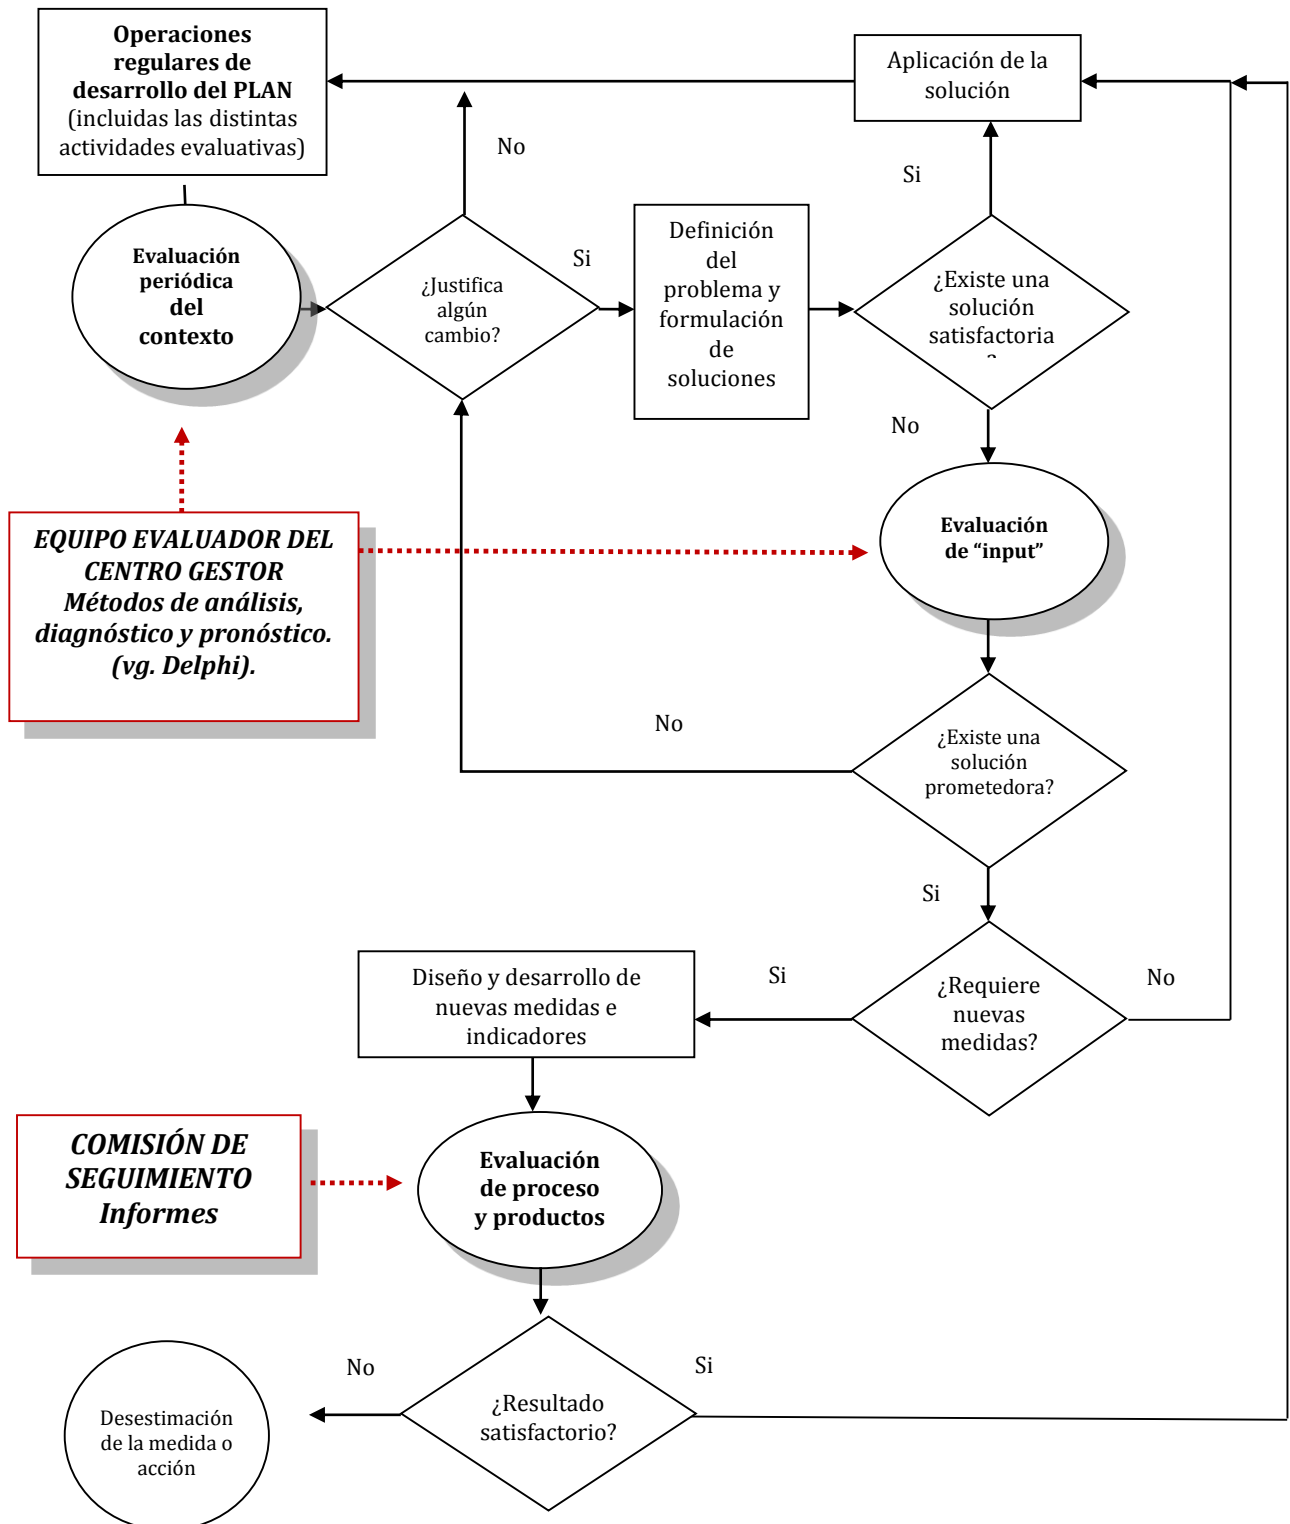 Operaciones
regulares de
desarrollo del PLAN
(incluidas las distintas
actividades evaluativas)
Aplicación de la
solución
No
Si
Evaluación
periódica
del
contexto
¿Justifica
algún
cambio?
Si
Definición
del
problema y
formulación
de
soluciones
¿Existe una
solución
satisfactoria
?
No
EQUIPO EVALUADOR DEL
CENTRO GESTOR
Métodos de análisis,
diagnóstico y pronóstico.
(vg. Delphi).
Evaluación
de “input”
No
¿Existe una
solución
prometedora?
Si
Diseño y desarrollo de
nuevas medidas e
indicadores
Si
¿Requiere
nuevas
medidas?
No
COMISIÓN DE
SEGUIMIENTO
Informes
Evaluación
de proceso
y productos
No
Si
¿Resultado
satisfactorio?
Desestimación
de la medida o
acción